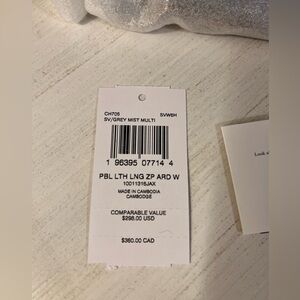 CH705 SVW6H
SV/GREY MIST MULTI
1 96395 07714 4
PBL LTH LNG ZP ARD W
10011316JAX
MADE IN CAMBODIA
CAMBODGE
COMPARABLE VALUE
$298.00 USD
$360.00 CAD